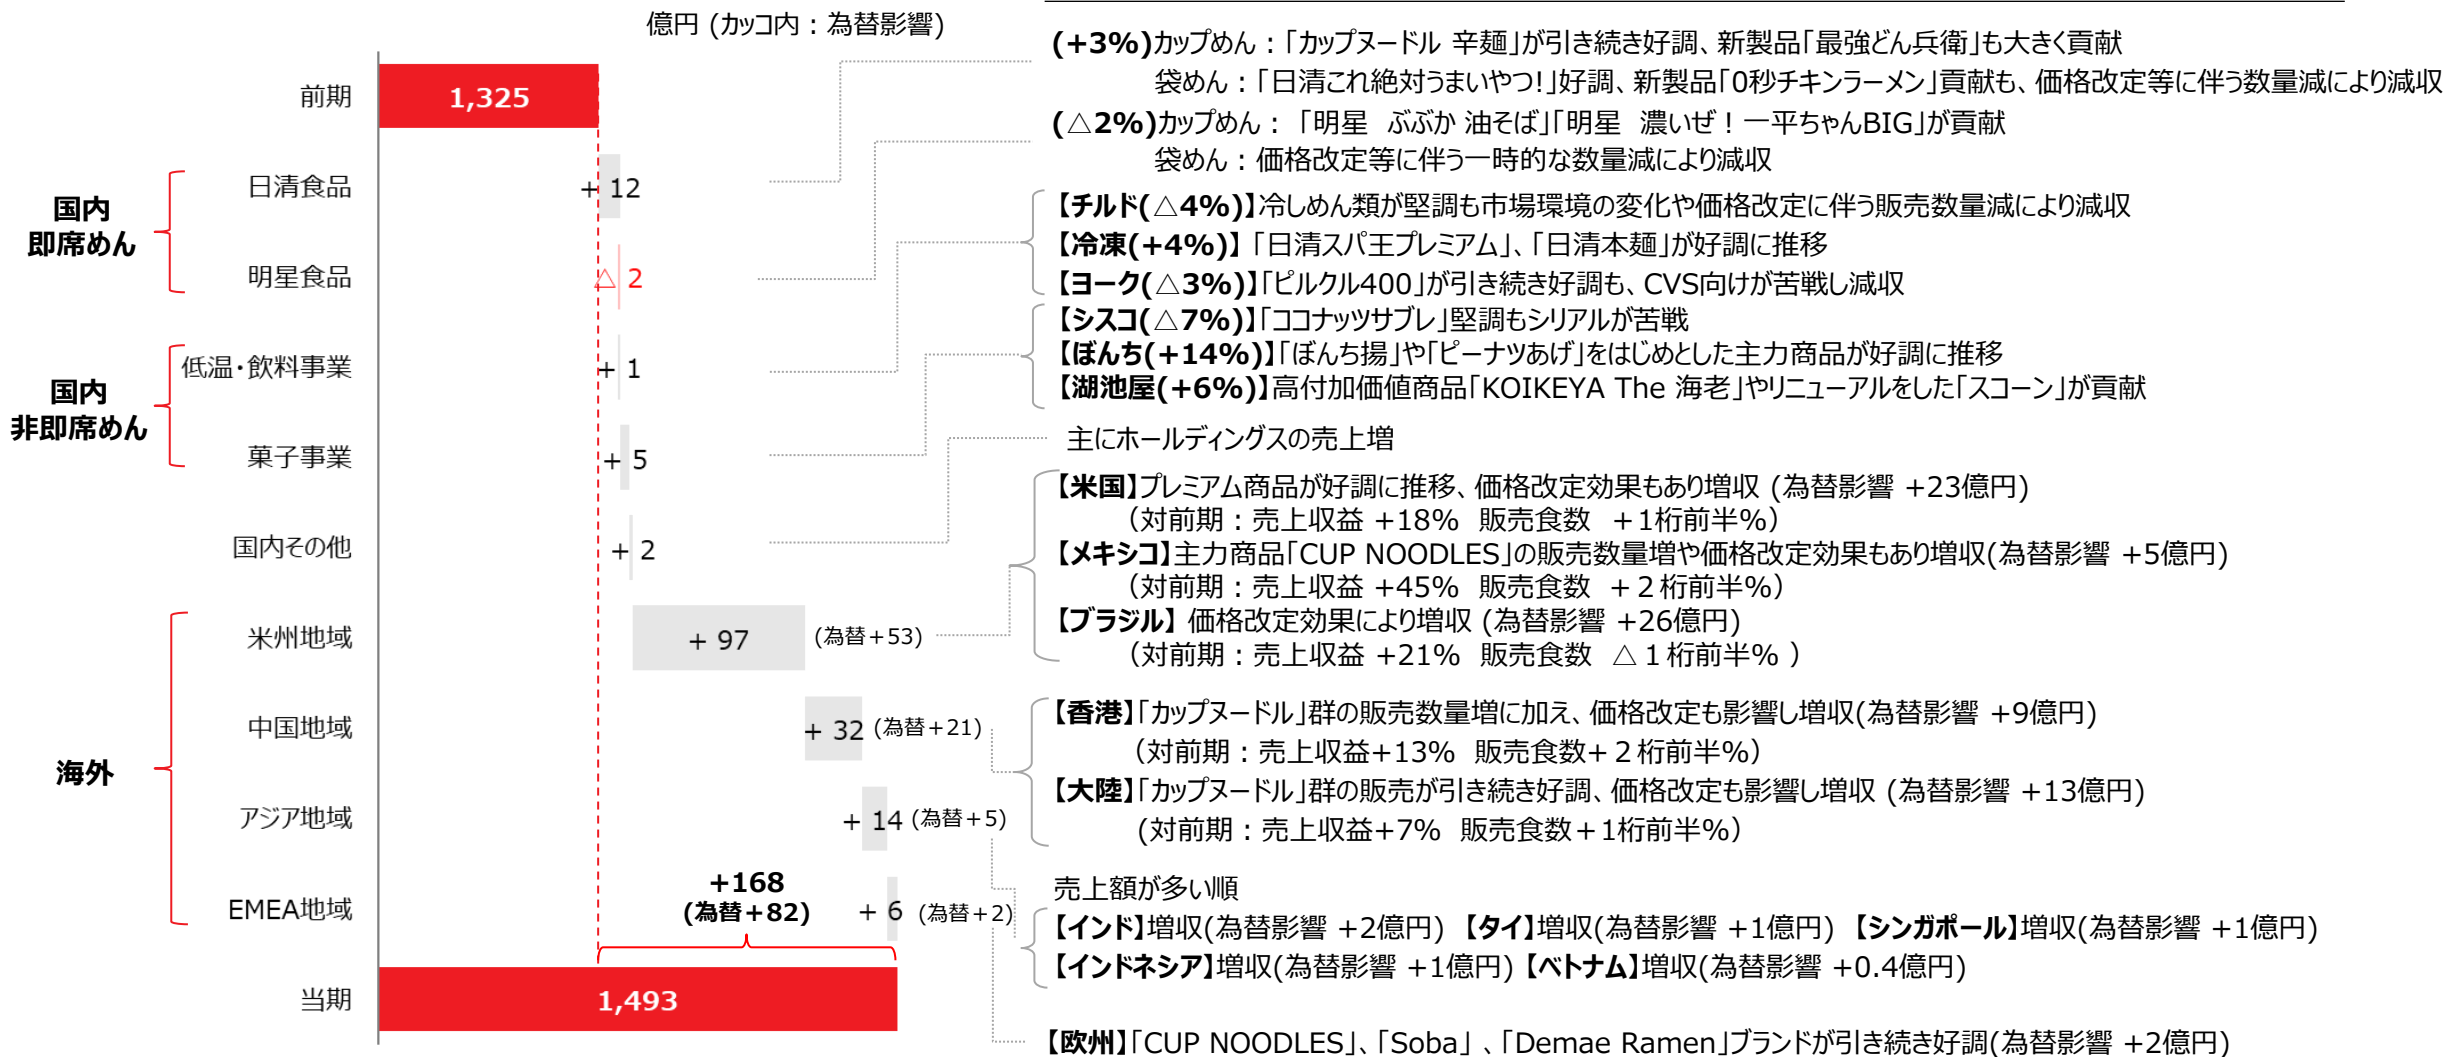 億円 (カッコ内：為替影響)
前期
1,325
国内
即席めん
日清食品
+ 12
明星食品
△ 2
国内
非即席めん
低温・飲料事業
+ 1
菓子事業
+ 5
国内その他
+ 2
海外
米州地域
+ 97
(為替+53)
中国地域
+ 32
(為替+21)
アジア地域
+ 14
(為替+5)
EMEA地域
+ 6
(為替+2)
+168
(為替+82)
当期
1,493
(+3%)カップめん：「カップヌードル 辛麺」が引き続き好調、新製品「最強どん兵衛」も大きく貢献
袋めん：「日清これ絶対うまいやつ!」好調、新製品「0秒チキンラーメン」貢献も、価格改定等に伴う数量減により減収
(△2%)カップめん： 「明星 ぶぶか 油そば」「明星 濃いぜ！一平ちゃんBIG」が貢献
袋めん：価格改定等に伴う一時的な数量減により減収
【チルド(△4%)】冷しめん類が堅調も市場環境の変化や価格改定に伴う販売数量減により減収
【冷凍(+4%)】「日清スパ王プレミアム」、「日清本麺」が好調に推移
【ヨーク(△3%)】「ピルクル400」が引き続き好調も、CVS向けが苦戦し減収
【シスコ(△7%)】「ココナッツサブレ」堅調もシリアルが苦戦
【ぼんち(+14%)】「ぼんち揚」や「ピーナツあげ」をはじめとした主力商品が好調に推移
【湖池屋(+6%)】高付加価値商品「KOIKEYA The 海老」やリニューアルをした「スコーン」が貢献
主にホールディングスの売上増
【米国】プレミアム商品が好調に推移、価格改定効果もあり増収 (為替影響 +23億円)
（対前期：売上収益 +18% 販売食数 +1桁前半%）
【メキシコ】主力商品「CUP NOODLES」の販売数量増や価格改定効果もあり増収(為替影響 +5億円)
（対前期：売上収益 +45% 販売食数 +２桁前半%）
【ブラジル】 価格改定効果により増収 (為替影響 +26億円)
（対前期：売上収益 +21% 販売食数 △１桁前半% ）
【香港】「カップヌードル」群の販売数量増に加え、価格改定も影響し増収(為替影響 +9億円)
（対前期：売上収益+13% 販売食数+２桁前半%）
【大陸】「カップヌードル」群の販売が引き続き好調、価格改定も影響し増収 (為替影響 +13億円)
(対前期：売上収益+7% 販売食数+1桁前半%）
売上額が多い順
【インド】増収(為替影響 +2億円) 【タイ】増収(為替影響 +1億円) 【シンガポール】増収(為替影響 +1億円)
【インドネシア】増収(為替影響 +1億円)【ベトナム】増収(為替影響 +0.4億円)
【欧州】「CUP NOODLES」、「Soba」、「Demae Ramen」ブランドが引き続き好調(為替影響 +2億円)